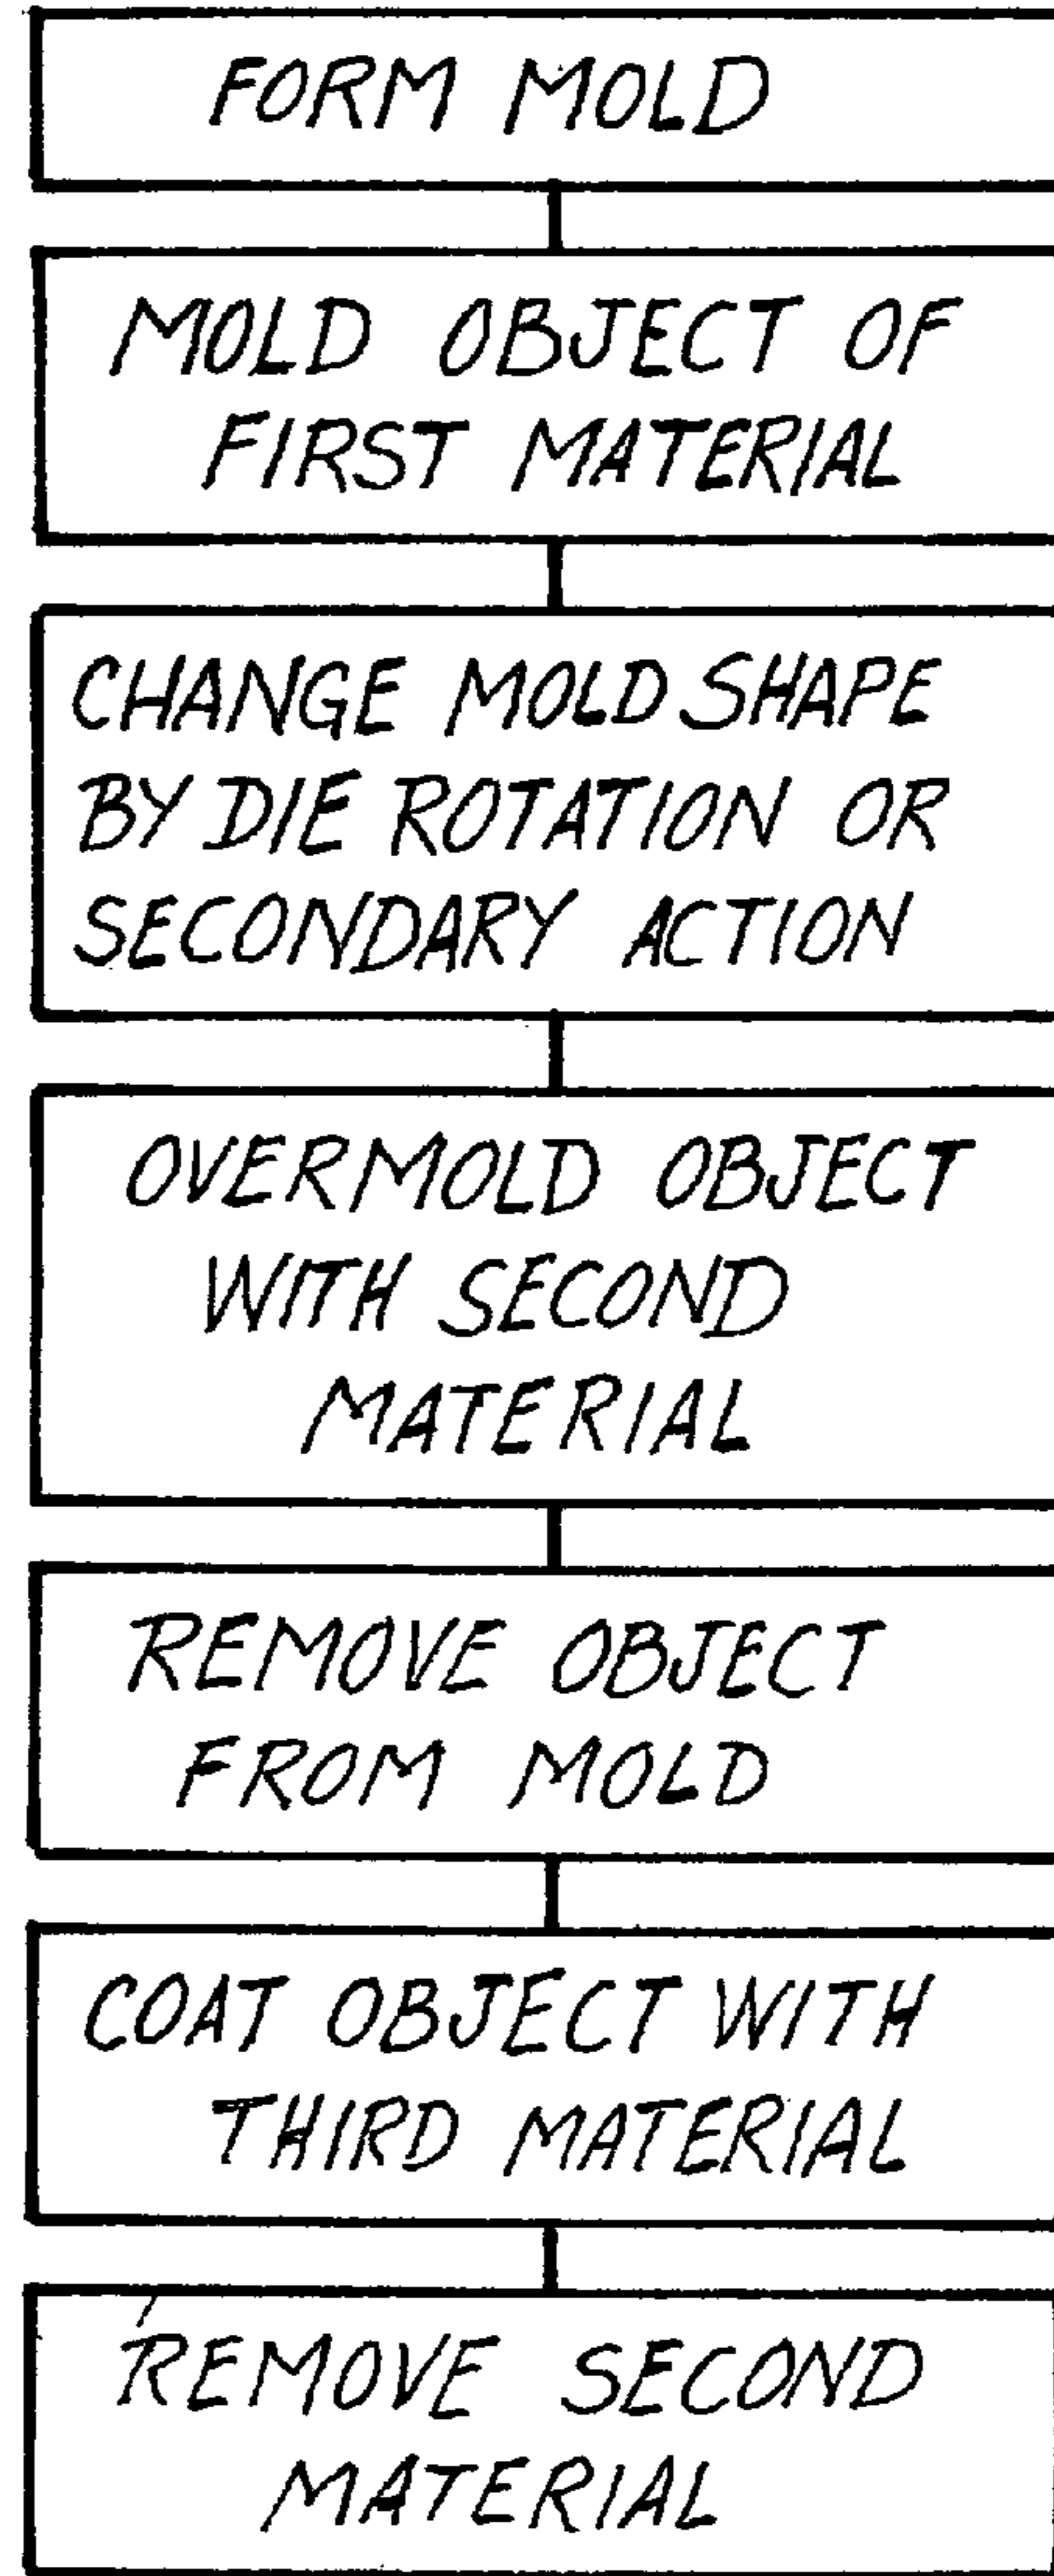 FORM MOLD
MOLD OBJECT OF
FIRST MATERIAL
CHANGE MOLD SHAPE
BY DIE ROTATION OR
SECONDARY ACTION
OVERMOLD OBJECT
WITH SECOND
MATERIAL
REMOVE OBJECT
FROM MOLD
COAT OBJECT WITH
THIRD MATERIAL
REMOVE SECOND
MATERIAL